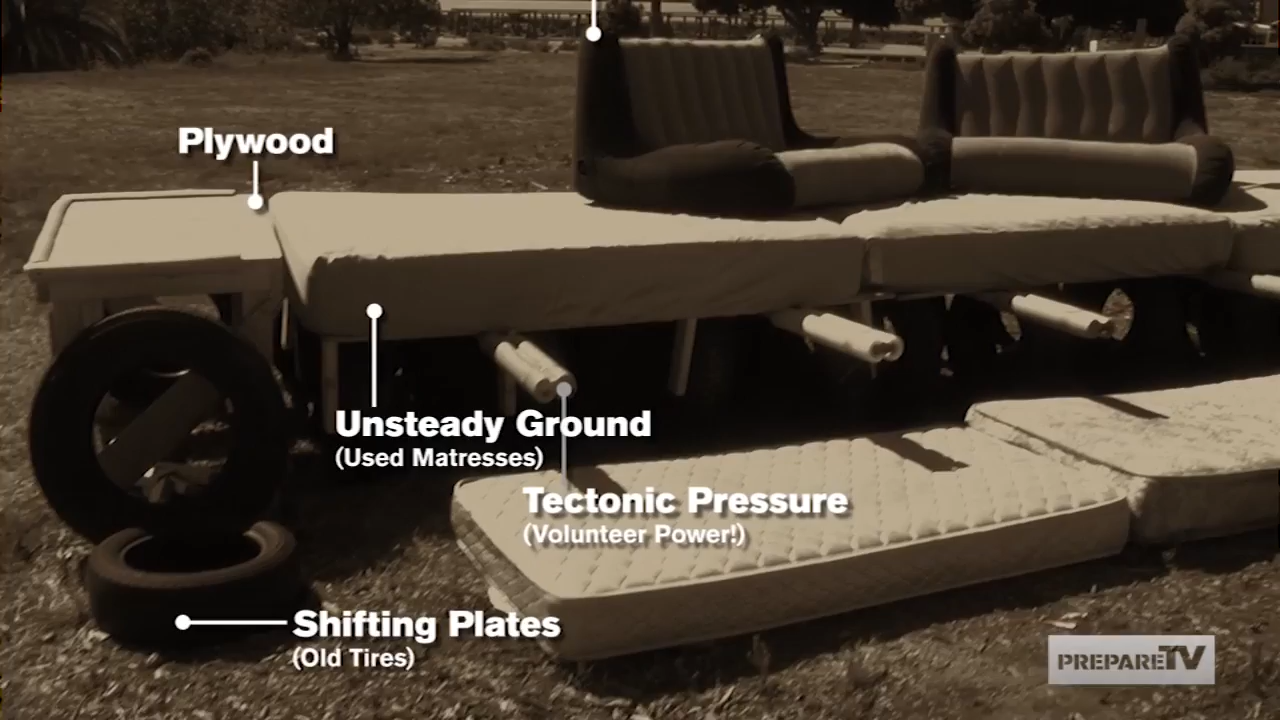 Plywood
Unsteady Ground
(Used Matresses)
Tectonic Pressure
(Volunteer Power!)
Shifting Plates
(Old Tires)
PREPARETV